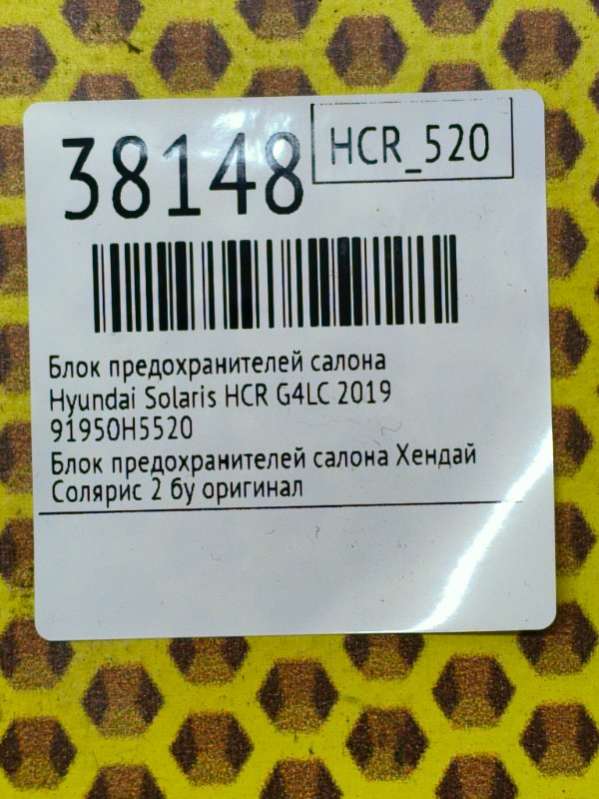 38148
HCR_520
Блок предохранителей салона
Hyundai Solaris HCR G4LC 2019
91950H5520
Блок предохранителей салона Хендай
Солярис 2 бу оригинал